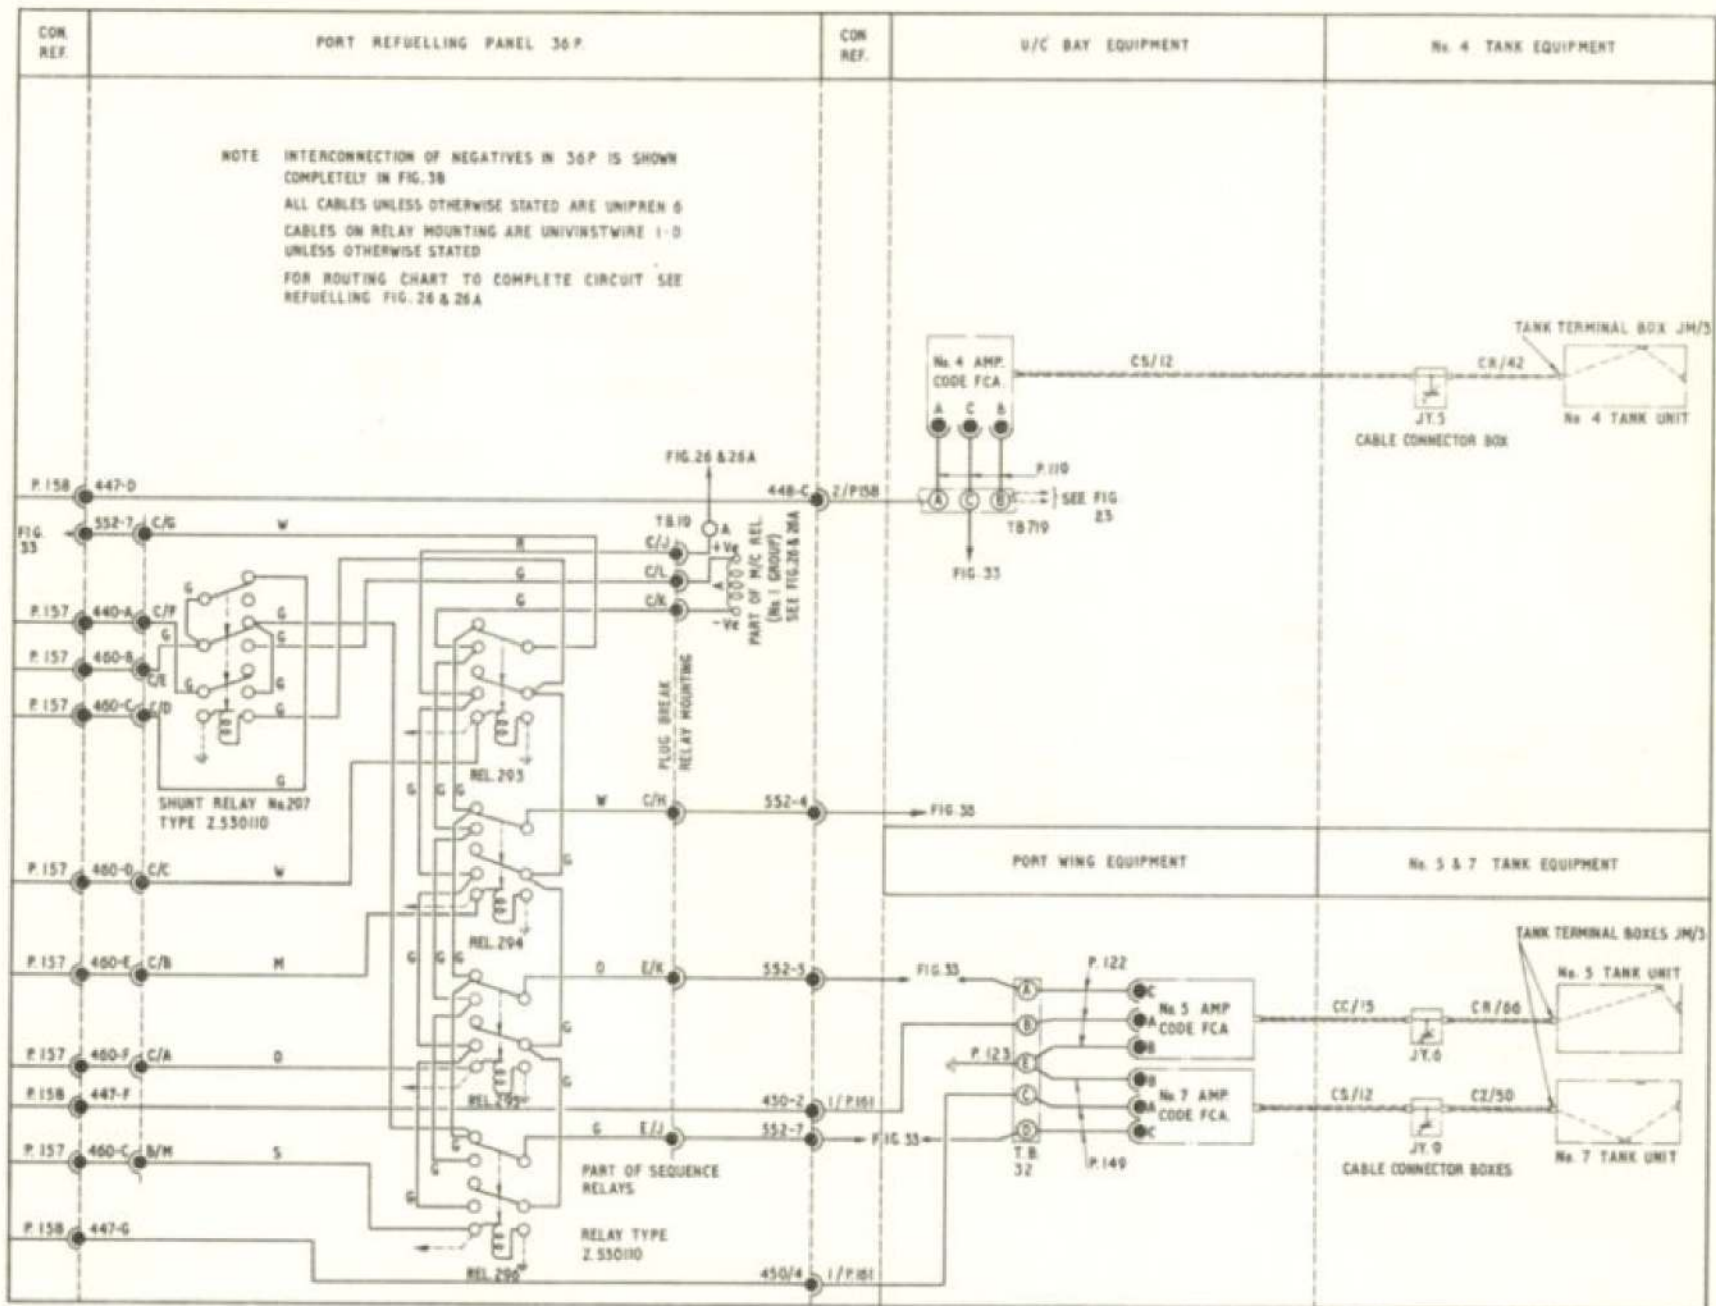 CON. REF.
PORT REFUELLING PANEL 36P.
CON REF.
U/C BAY EQUIPMENT
No. 4 TANK EQUIPMENT
NOTE INTERCONNECTION OF NEGATIVES IN 36P IS SHOWN
COMPLETELY IN FIG. 38
ALL CABLES UNLESS OTHERWISE STATED ARE UNIPREN 6
CABLES ON RELAY MOUNTING ARE UNIVINSTWIRE 1-D
UNLESS OTHERWISE STATED
FOR ROUTING CHART TO COMPLETE CIRCUIT SEE
REFUELLING FIG. 26 & 26A
TANK TERMINAL BOX JM/3
No. 4 AMP.
CODE FCA.
A C B
CS/12
CR/42
JY.5
CABLE CONNECTOR BOX
No 4 TANK UNIT
P.119
A C B
SEE FIG 23
TB719
FIG. 33
FIG.26 & 26A
P.158 447-D
448-C 2/P158
FIG. 33
552-7 C/G
W
TB.19
A
R
C/J
+Ve
G
C/L
A
G
C/K
-Ve
PART OF M/C REL.
(No. 1 GROUP)
SEE FIG.26 & 26A
P.157 440-A C/F
G
G
G
G
P.157 460-B C/E
G
G
P.157 460-C C/D
G
G
SHUNT RELAY No.297
TYPE Z.530110
PLUG BREAK
RELAY MOUNTING
REL.293
G G G
W
C/H
552-4
FIG. 33
PORT WING EQUIPMENT
No. 5 & 7 TANK EQUIPMENT
P.157 460-D C/C
W
G
REL.294
P.157 460-E C/B
M
G G G
O
E/K
552-5
FIG.33
G
P.157 460-F C/A
O
G
REL.295
P.158 447-F
450-2 1/P.161
P.157 460-C B/M
S
G
E/J
552-7
FIG 33
G
G
PART OF SEQUENCE
RELAYS
RELAY TYPE
Z.530110
P.158 447-G
REL.296
450/4 1/P.161
A
B
E
C
D
T.B.
32
P.122
P.123
P.149
C
A
B
No. 5 AMP
CODE FCA
B
A
C
No. 7 AMP
CODE FCA.
TANK TERMINAL BOXES JM/3
No. 5 TANK UNIT
CC/15
CR/66
JY.6
CS/12
CZ/50
JY.9
CABLE CONNECTOR BOXES
No. 7 TANK UNIT